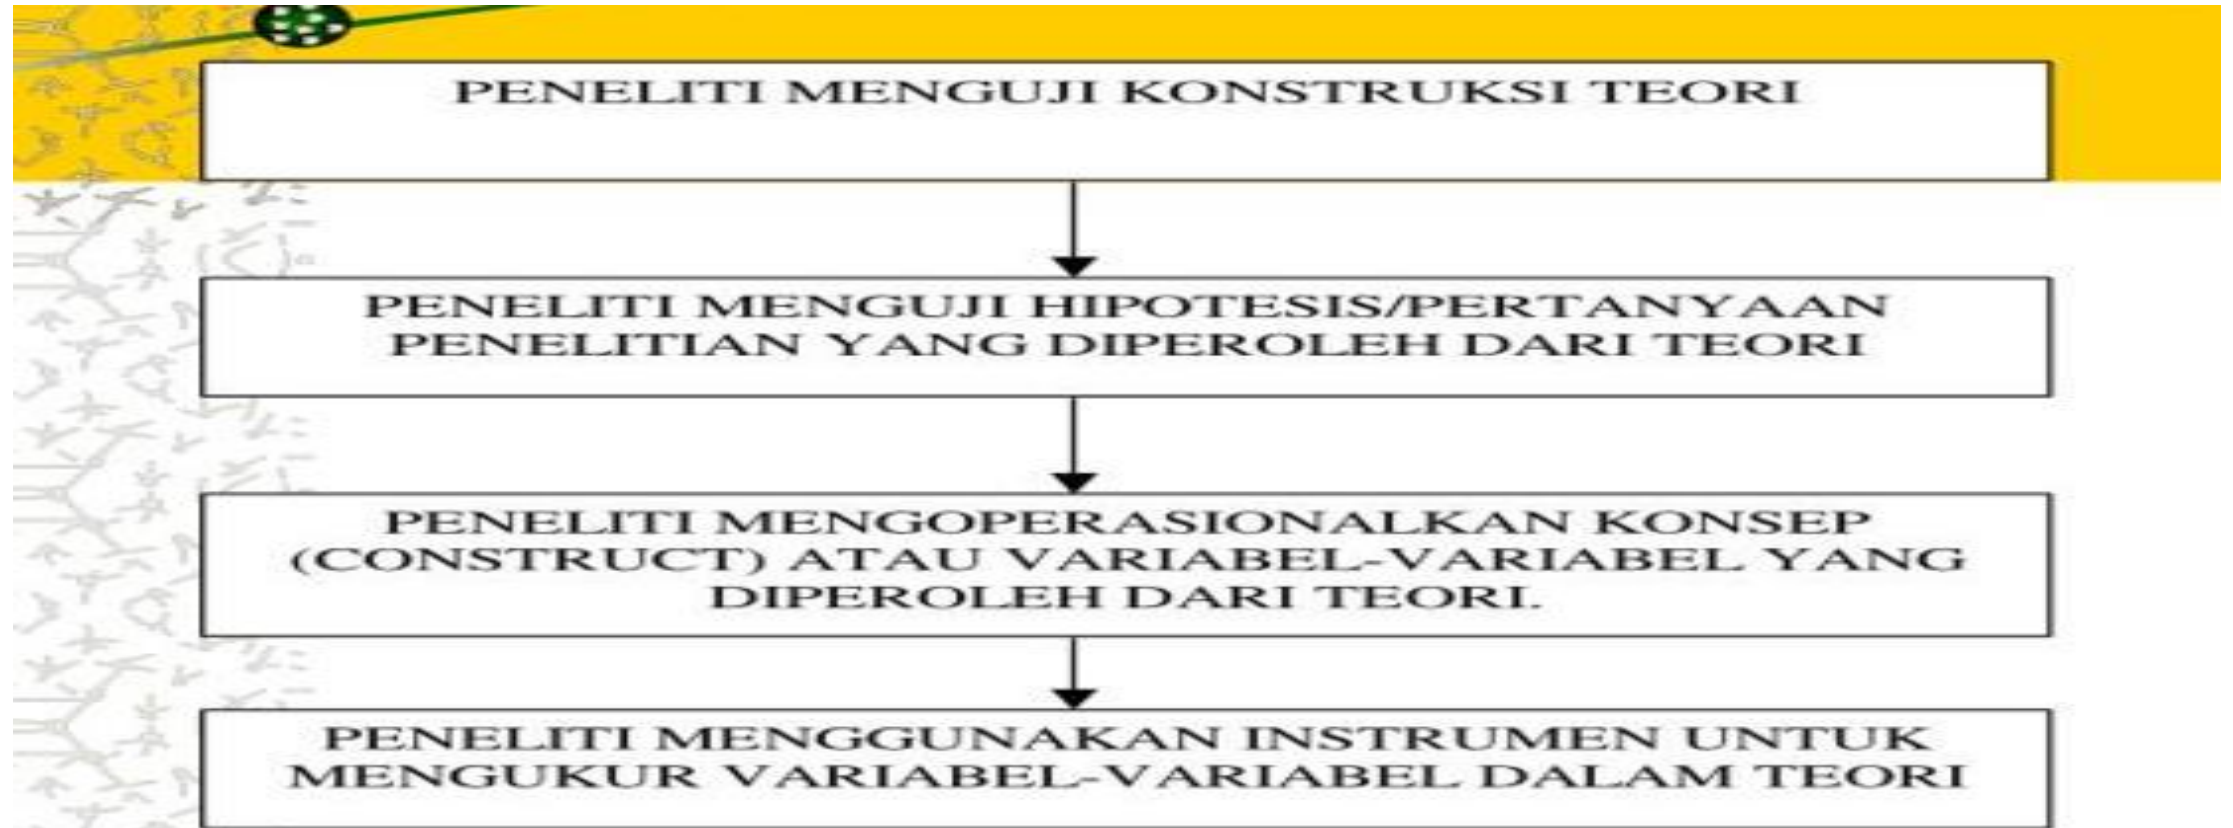 PENELITI MENGUJI KONSTRUKSI TEORI
PENELITI MENGUJI HIPOTESIS/PERTANYAAN
PENELITIAN YANG DIPEROLEH DARI TEORI
PENELITI MENGOPERASIONALKAN KONSEP
(CONSTRUCT) ATAU VARIABEL-VARIABEL YANG
DIPEROLEH DARI TEORI.
PENELITI MENGGUNAKAN INSTRUMEN UNTUK
MENGUKUR VARIABEL-VARIABEL DALAM TEORI